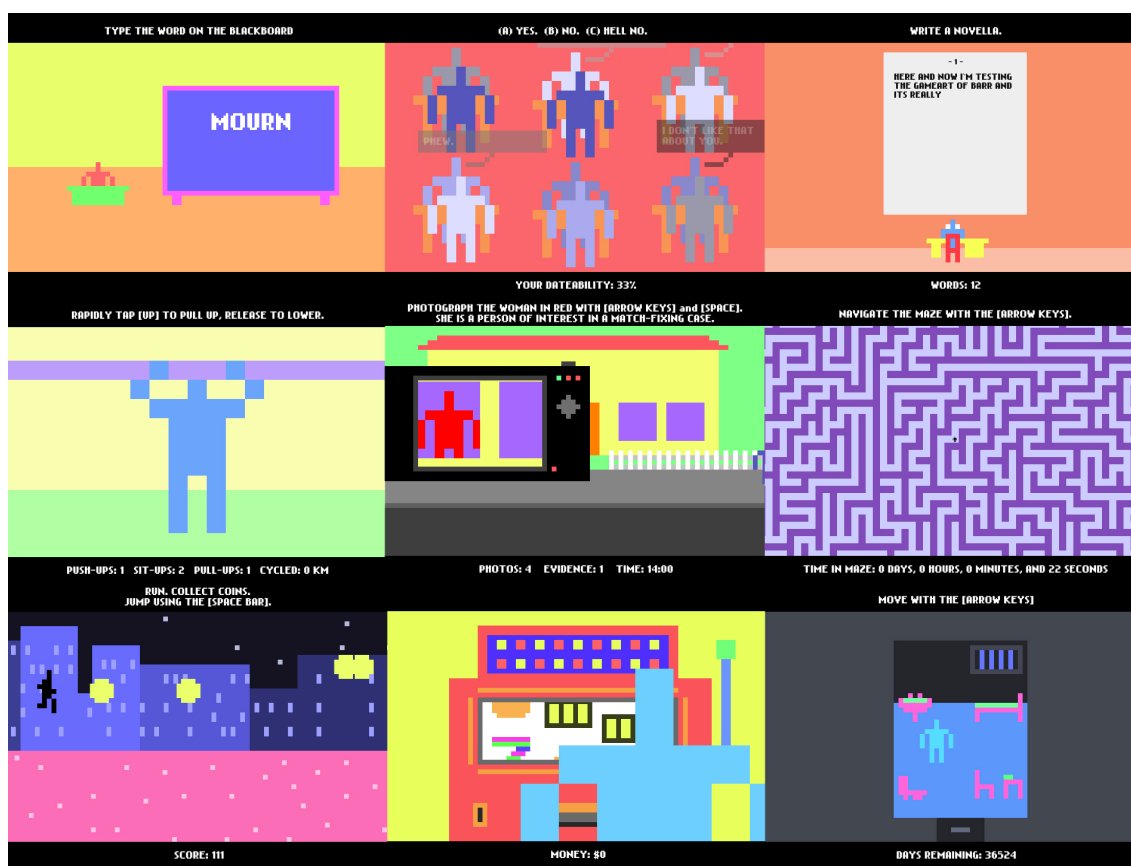 TYPE THE WORD ON THE BLACKBOARD
MOURN
(A) YES. (B) NO. (C) HELL NO.
PHEW.
I DON'T LIKE THAT
ABOUT YOU.
YOUR DATEABILITY: 33%
WRITE A NOVELLA.
- 1 -
HERE AND NOW I'M TESTING
THE GAMEART OF BARR AND
ITS REALLY
WORDS: 12
RAPIDLY TAP [UP] TO PULL UP, RELEASE TO LOWER.
PUSH-UPS: 1 SIT-UPS: 2 PULL-UPS: 1 CYCLED: 0 KM
PHOTOGRAPH THE WOMAN IN RED WITH [ARROW KEYS] and [SPACE].
SHE IS A PERSON OF INTEREST IN A MATCH-FIXING CASE.
PHOTOS: 4 EVIDENCE: 1 TIME: 14:00
NAVIGATE THE MAZE WITH THE [ARROW KEYS].
TIME IN MAZE: 0 DAYS, 0 HOURS, 0 MINUTES, AND 22 SECONDS
RUN. COLLECT COINS.
JUMP USING THE [SPACE BAR].
SCORE: 111
MONEY: $0
MOVE WITH THE [ARROW KEYS]
DAYS REMAINING: 36524